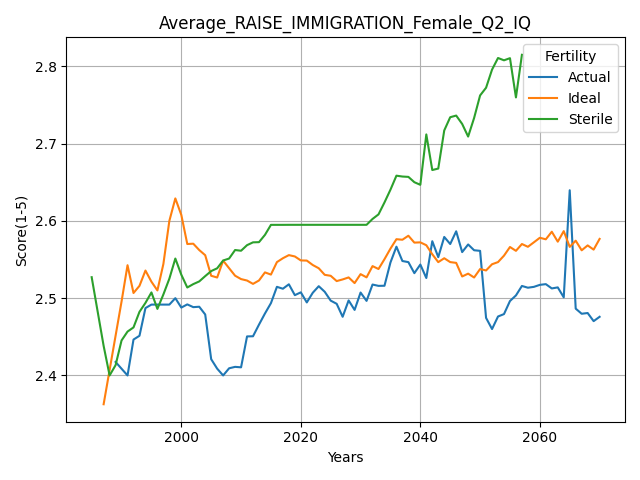 Average_RAISE_IMMIGRATION_Female_Q2_IQ
Fertility
Actual
Ideal
Sterile
Score(1-5)
2.8
2.7
2.6
2.5
2.4
2000
2020
2040
2060
Years